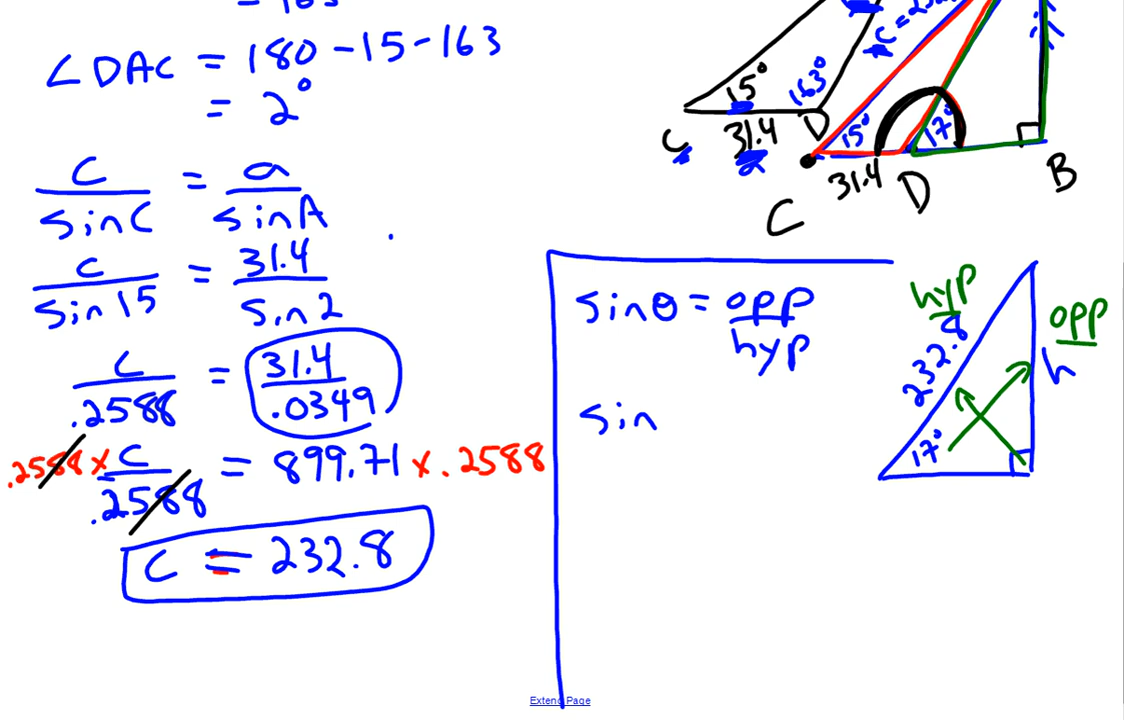 = 163
∠DAC = 180 - 15 - 163
= 2°
c/sinC = a/sinA
c/sin15 = 31.4/sin2
c/.2588 = 31.4/.0349
.2588 × c/.2588 = 899.71 × .2588
c = 232.8
15° 163°
C 31.4 D
a
15° 17°
31.4 D B
C
sinθ = opp/hyp
sin
hyp
232.8
opp
h
17°
Extend Page